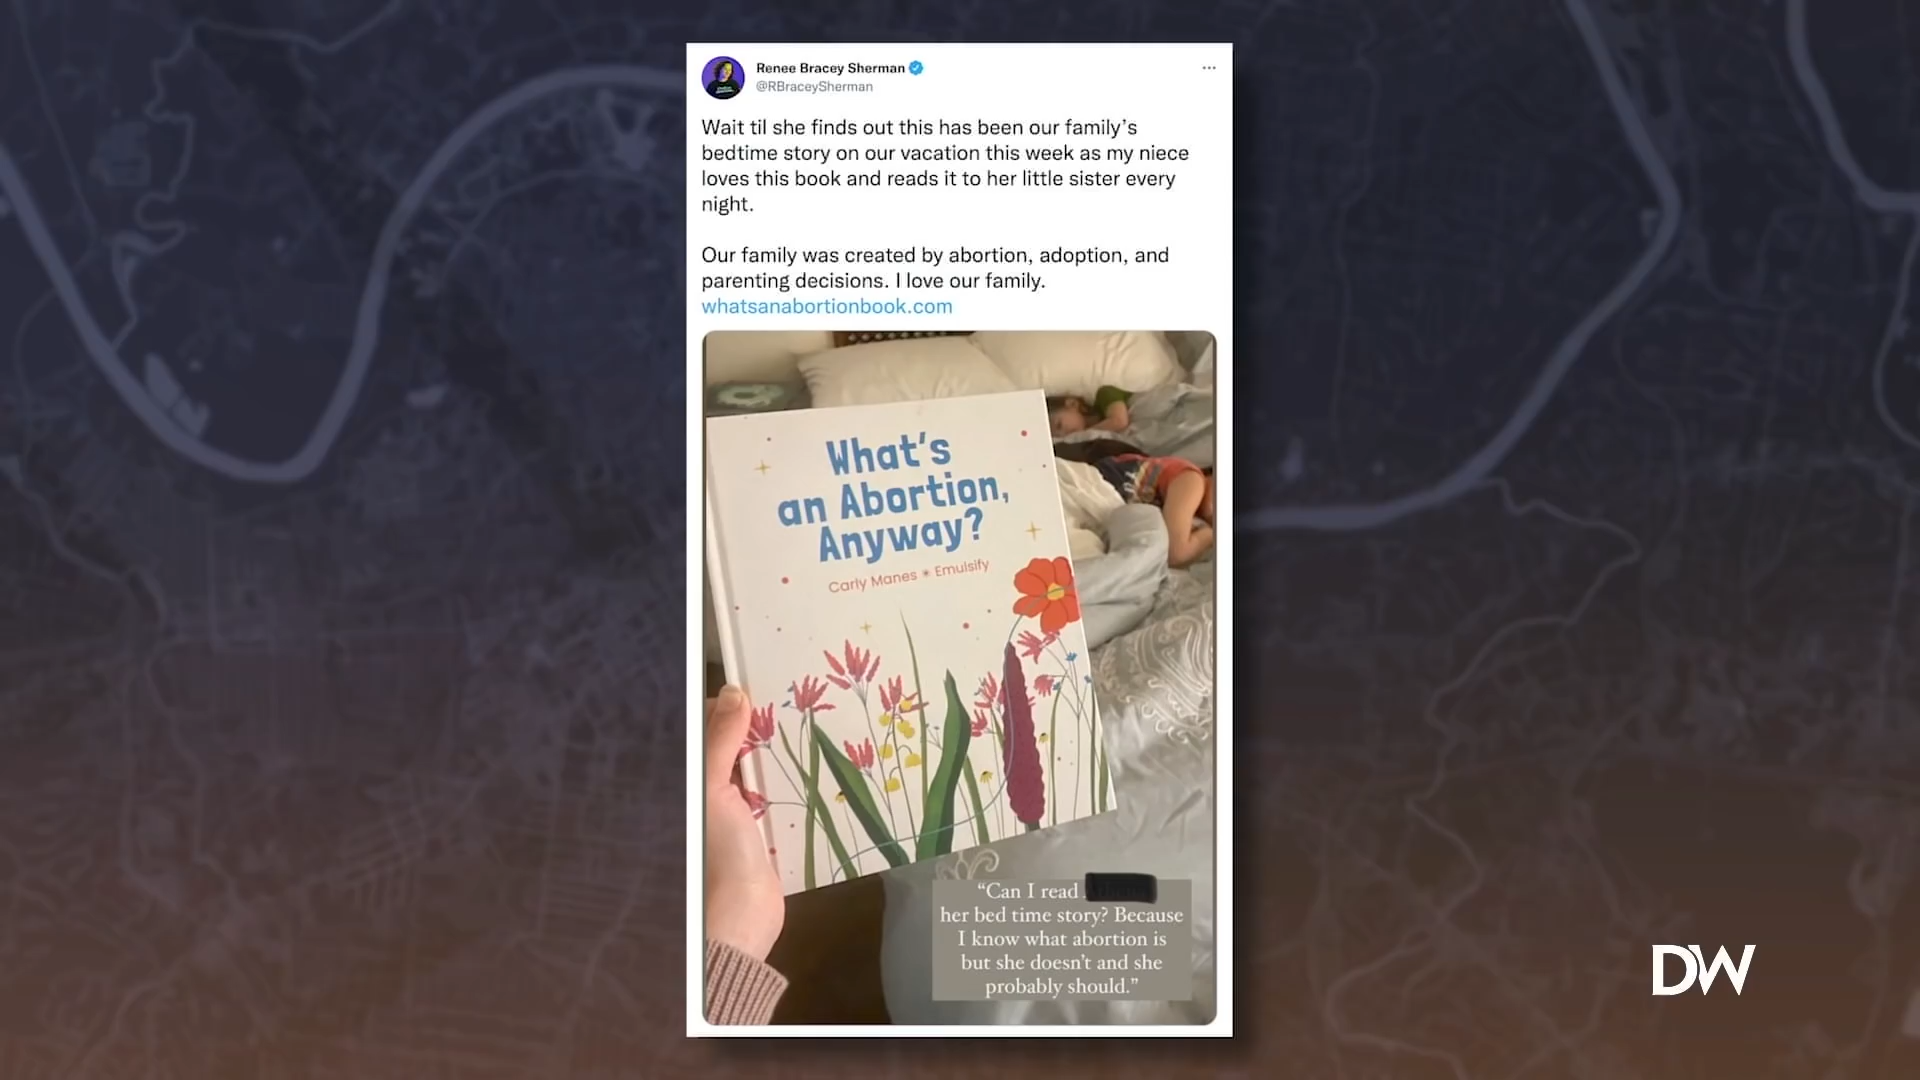 Renee Bracey Sherman
@RBraceySherman
Wait til she finds out this has been our family's
bedtime story on our vacation this week as my niece
loves this book and reads it to her little sister every
night.
Our family was created by abortion, adoption, and
parenting decisions. I love our family.
whatsanabortionbook.com
What's
an Abortion,
Anyway?
Carly Manes * Emulsify
"Can I read
her bed time story? Because
I know what abortion is
but she doesn't and she
probably should."
DW